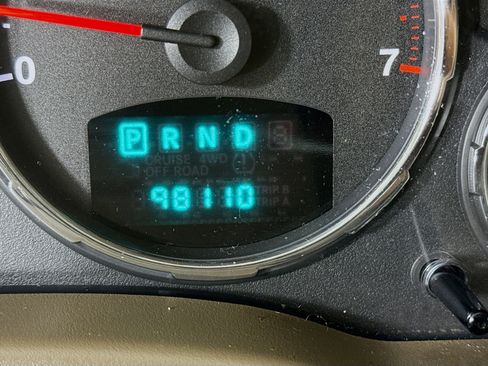 0 7
P R N D
CRUISE 4WD
OFF ROAD
98110 TRIP B
TRIP A